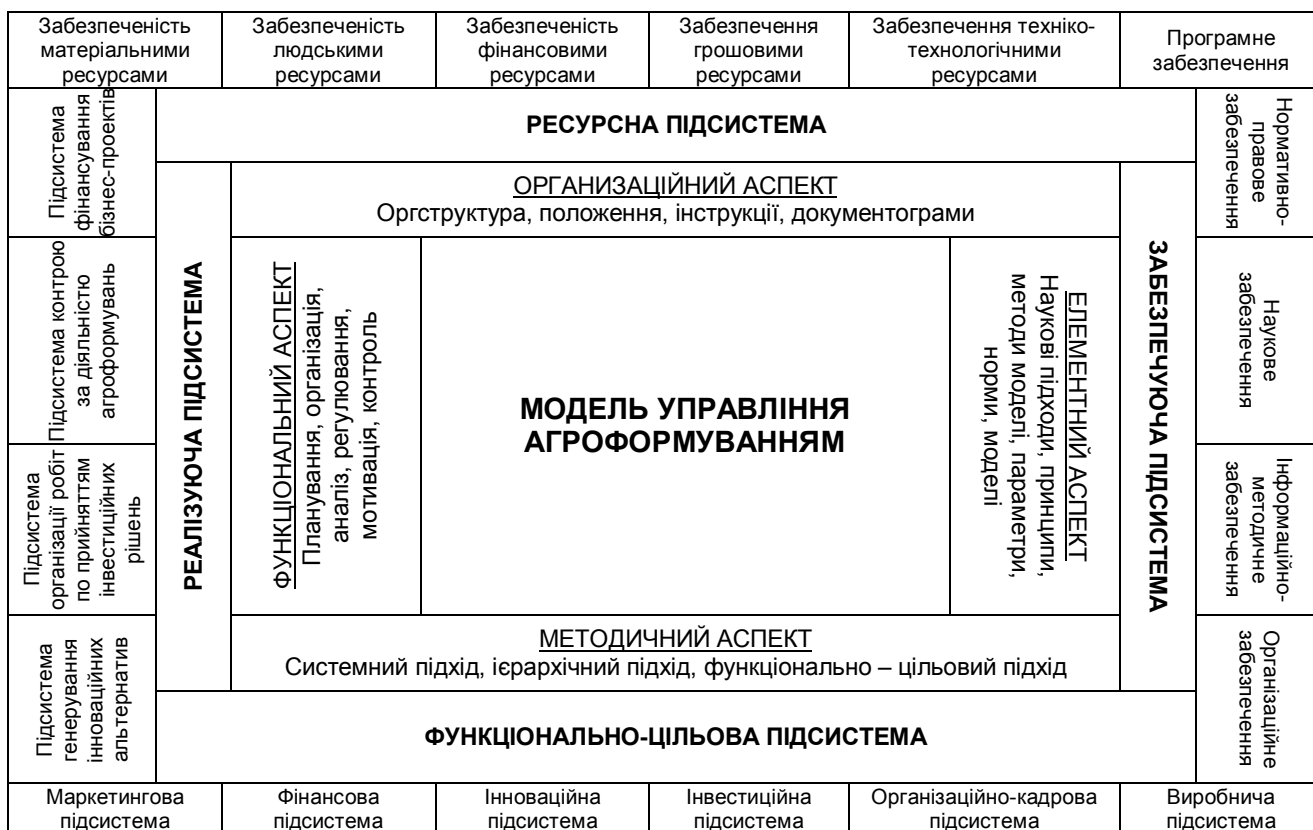 Забезпеченість
матеріальними
ресурсами
Забезпеченість
людськими
ресурсами
Забезпеченість
фінансовими
ресурсами
Забезпечення
грошовими
ресурсами
Забезпечення техніко-
технологічними
ресурсами
Програмне
забезпечення
Підсистема
фінансування
бізнес-проектів
РЕСУРСНА ПІДСИСТЕМА
Нормативно-
правове
забезпечення
ОРГАНИЗАЦІЙНИЙ АСПЕКТ
Оргструктура, положення, інструкції, документограми
Підсистема контрою
за діяльністю
агроформувань
РЕАЛІЗУЮЧА ПІДСИСТЕМА
ФУНКЦІОНАЛЬНИЙ АСПЕКТ
Планування, організація,
аналіз, регулювання,
мотивація, контроль
МОДЕЛЬ УПРАВЛІННЯ
АГРОФОРМУВАННЯМ
ЕЛЕМЕНТНИЙ АСПЕКТ
Наукові підходи, принципи,
методи моделі, параметри,
норми, моделі
ЗАБЕЗПЕЧУЮЧА ПІДСИСТЕМА
Наукове
забезпечення
Підсистема
організації робіт
по прийняттям
інвестиційних
рішень
Інформаційно-
методичне
забезпечення
Підсистема
генерування
інноваційних
альтернатив
МЕТОДИЧНИЙ АСПЕКТ
Системний підхід, ієрархічний підхід, функціонально – цільовий підхід
Організаційне
забезпечення
ФУНКЦІОНАЛЬНО-ЦІЛЬОВА ПІДСИСТЕМА
Маркетингова
підсистема
Фінансова
підсистема
Інноваційна
підсистема
Інвестиційна
підсистема
Організаційно-кадрова
підсистема
Виробнича
підсистема